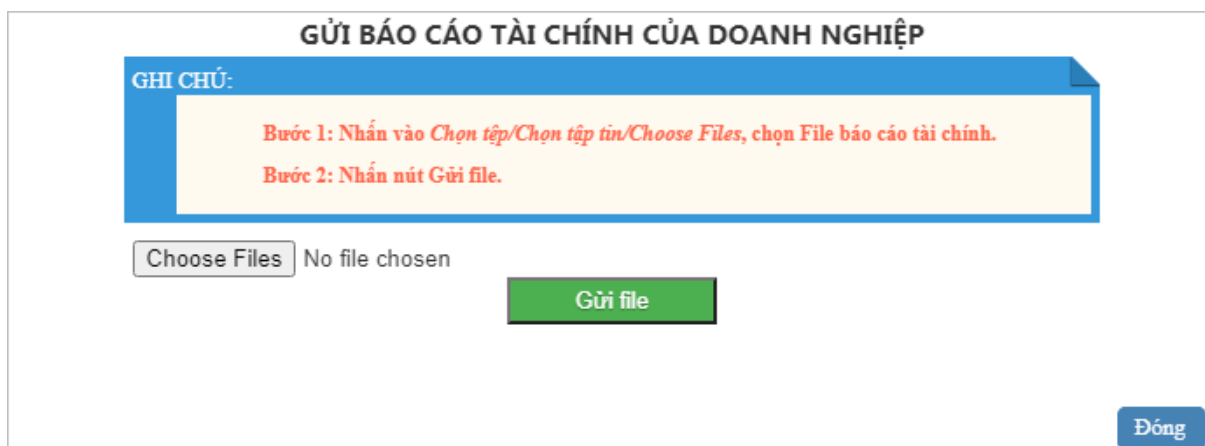 GỬI BÁO CÁO TÀI CHÍNH CỦA DOANH NGHIỆP
GHI CHÚ:
Bước 1: Nhấn vào Chọn tệp/Chọn tập tin/Choose Files, chọn File báo cáo tài chính.
Bước 2: Nhấn nút Gửi file.
Choose Files No file chosen
Gửi file
Đóng